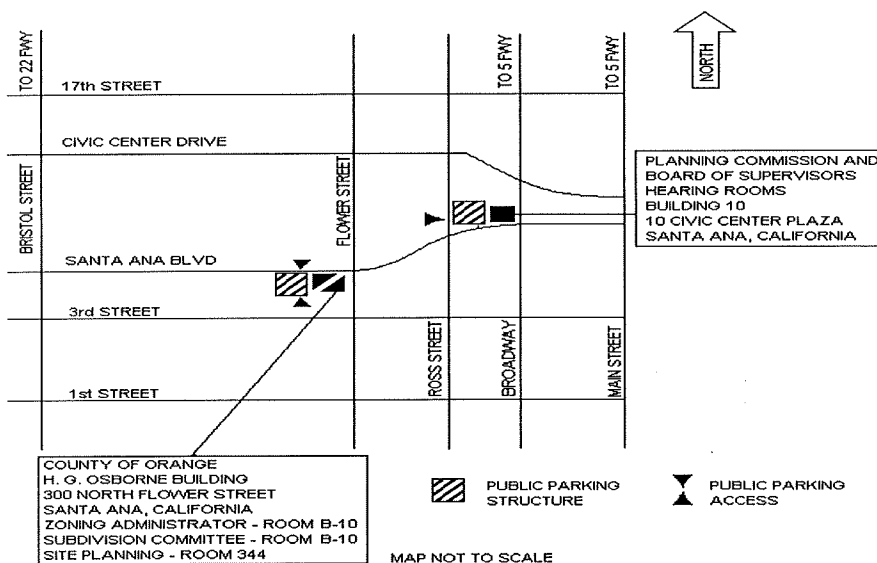 TO 22 FWY
TO 5 FWY
TO 5 FWY
NORTH
17th STREET
CIVIC CENTER DRIVE
BRISTOL STREET
FLOWER STREET
PLANNING COMMISSION AND
BOARD OF SUPERVISORS
HEARING ROOMS
BUILDING 10
10 CIVIC CENTER PLAZA
SANTA ANA, CALIFORNIA
SANTA ANA BLVD
3rd STREET
ROSS STREET
BROADWAY
MAIN STREET
1st STREET
COUNTY OF ORANGE
H. G. OSBORNE BUILDING
300 NORTH FLOWER STREET
SANTA ANA, CALIFORNIA
ZONING ADMINISTRATOR - ROOM B-10
SUBDIVISION COMMITTEE - ROOM B-10
SITE PLANNING - ROOM 344
PUBLIC PARKING
STRUCTURE
PUBLIC PARKING
ACCESS
MAP NOT TO SCALE